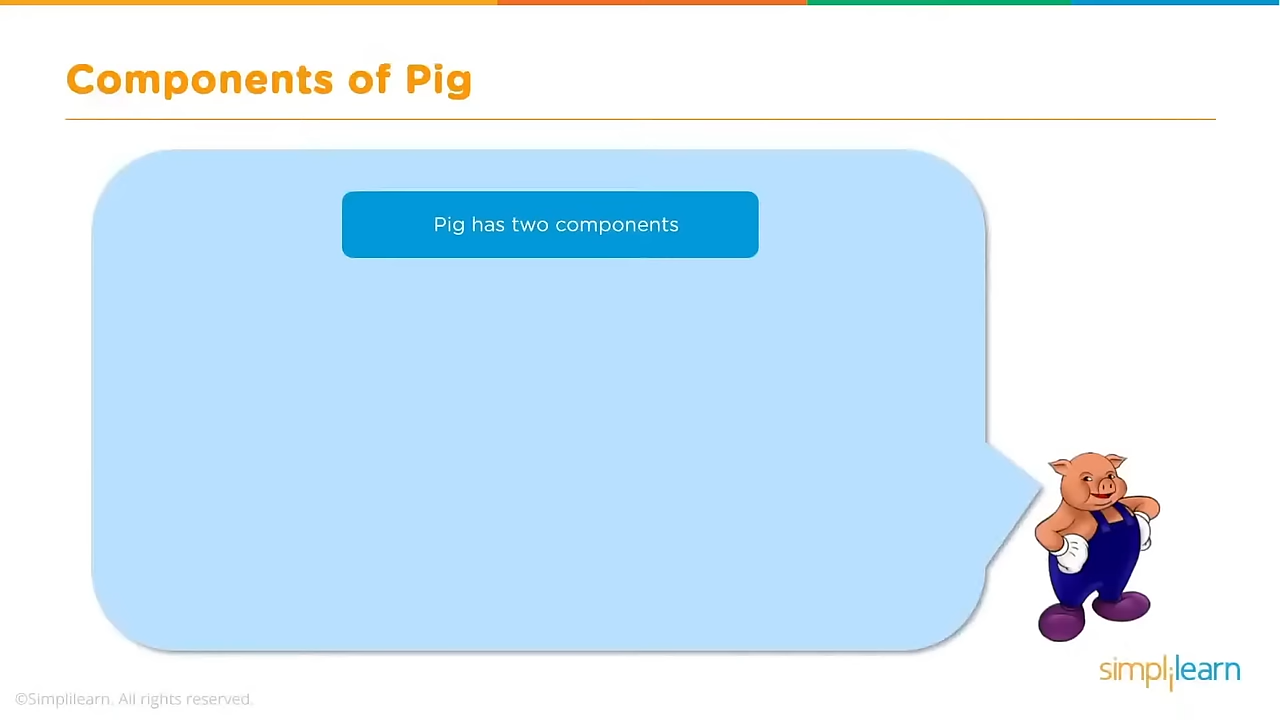 Components of Pig
Pig has two components
simplilearn
©Simplilearn. All rights reserved.